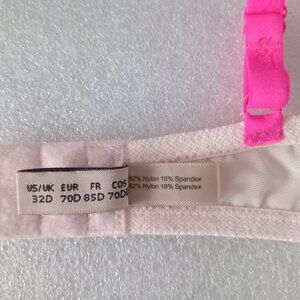 US/UK EUR FR COS
32D 70D 85D 70D
82% Nylon 18% Spandex
82% Nylon 18% Spandex